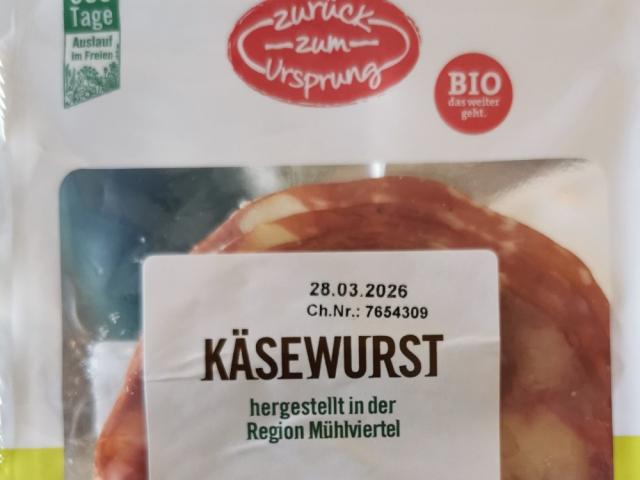 Tage
Auslauf
im Freien
zurück
zum
Ursprung
BIO
das weiter
geht.
28.03.2026
Ch.Nr.: 7654309
KÄSEWURST
hergestellt in der
Region Mühlviertel